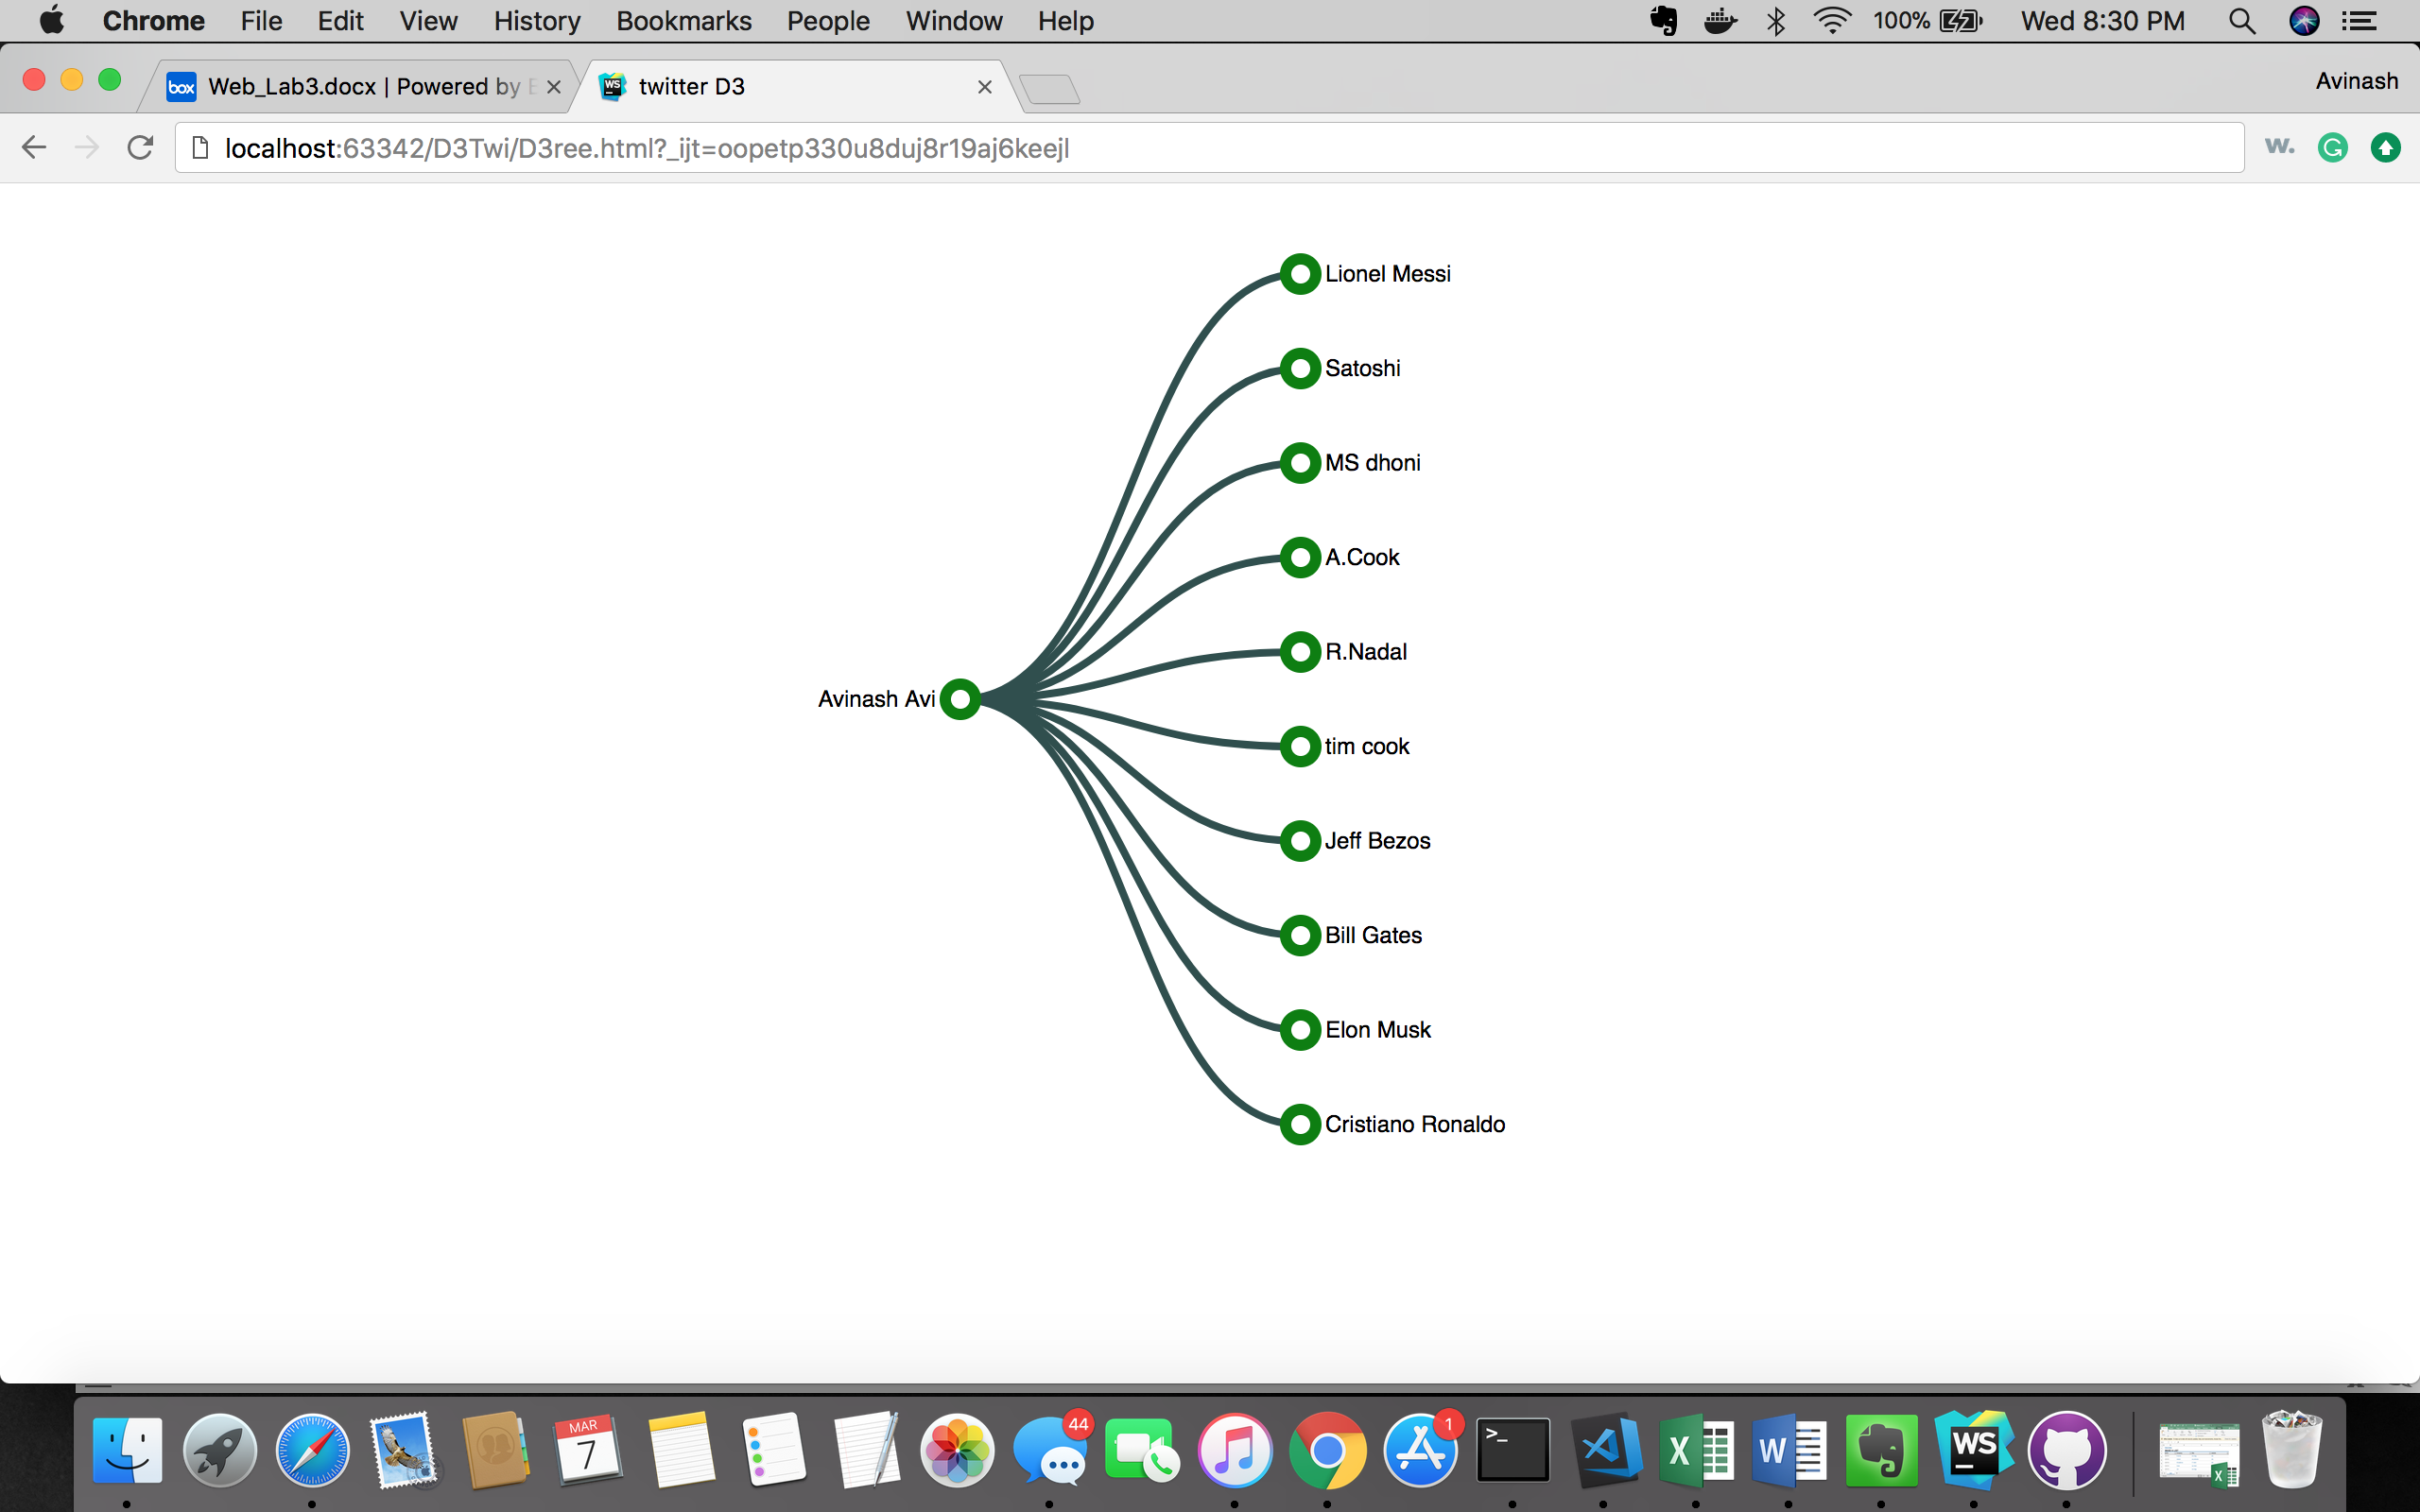 Chrome File Edit View History Bookmarks People Window Help 100% Wed 8:30 PM
box Web_Lab3.docx | Powered by WS twitter D3 Avinash
localhost:63342/D3Twi/D3ree.html?_ijt=oopetp330u8duj8r19aj6keejl w. G
Lionel Messi
Satoshi
MS dhoni
A.Cook
R.Nadal
Avinash Avi
tim cook
Jeff Bezos
Bill Gates
Elon Musk
Cristiano Ronaldo
MAR 44 1
7 >_ X W WS X